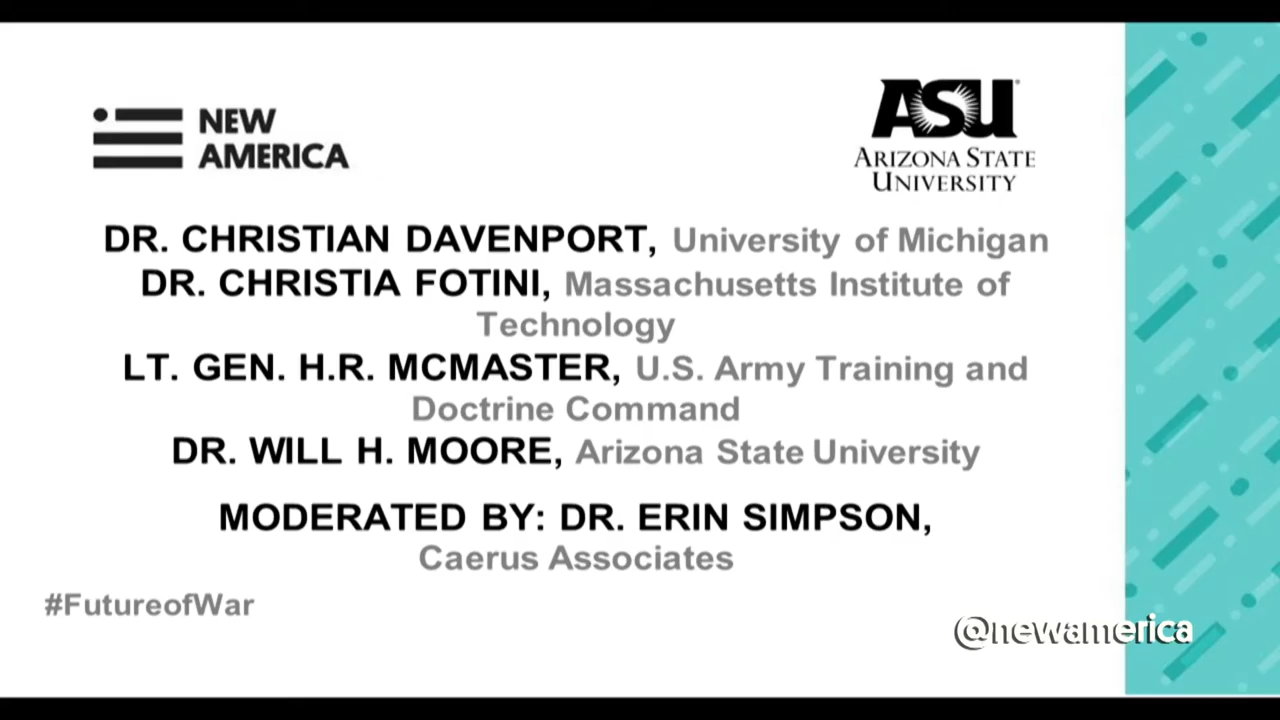 NEW
AMERICA
ASU
ARIZONA STATE
UNIVERSITY
DR. CHRISTIAN DAVENPORT, University of Michigan
DR. CHRISTIA FOTINI, Massachusetts Institute of
Technology
LT. GEN. H.R. MCMASTER, U.S. Army Training and
Doctrine Command
DR. WILL H. MOORE, Arizona State University
MODERATED BY: DR. ERIN SIMPSON,
Caerus Associates
#FutureofWar
@newamerica